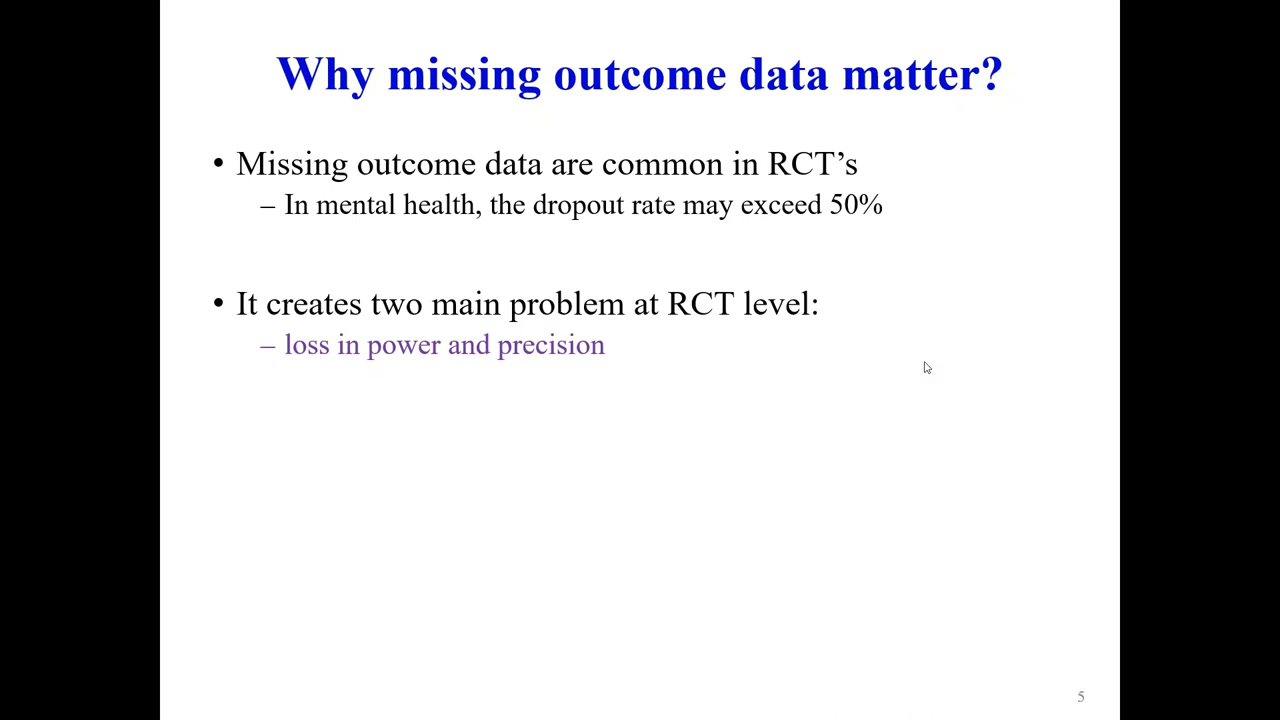 Why missing outcome data matter?
• Missing outcome data are common in RCT’s
– In mental health, the dropout rate may exceed 50%
• It creates two main problem at RCT level:
– loss in power and precision
5